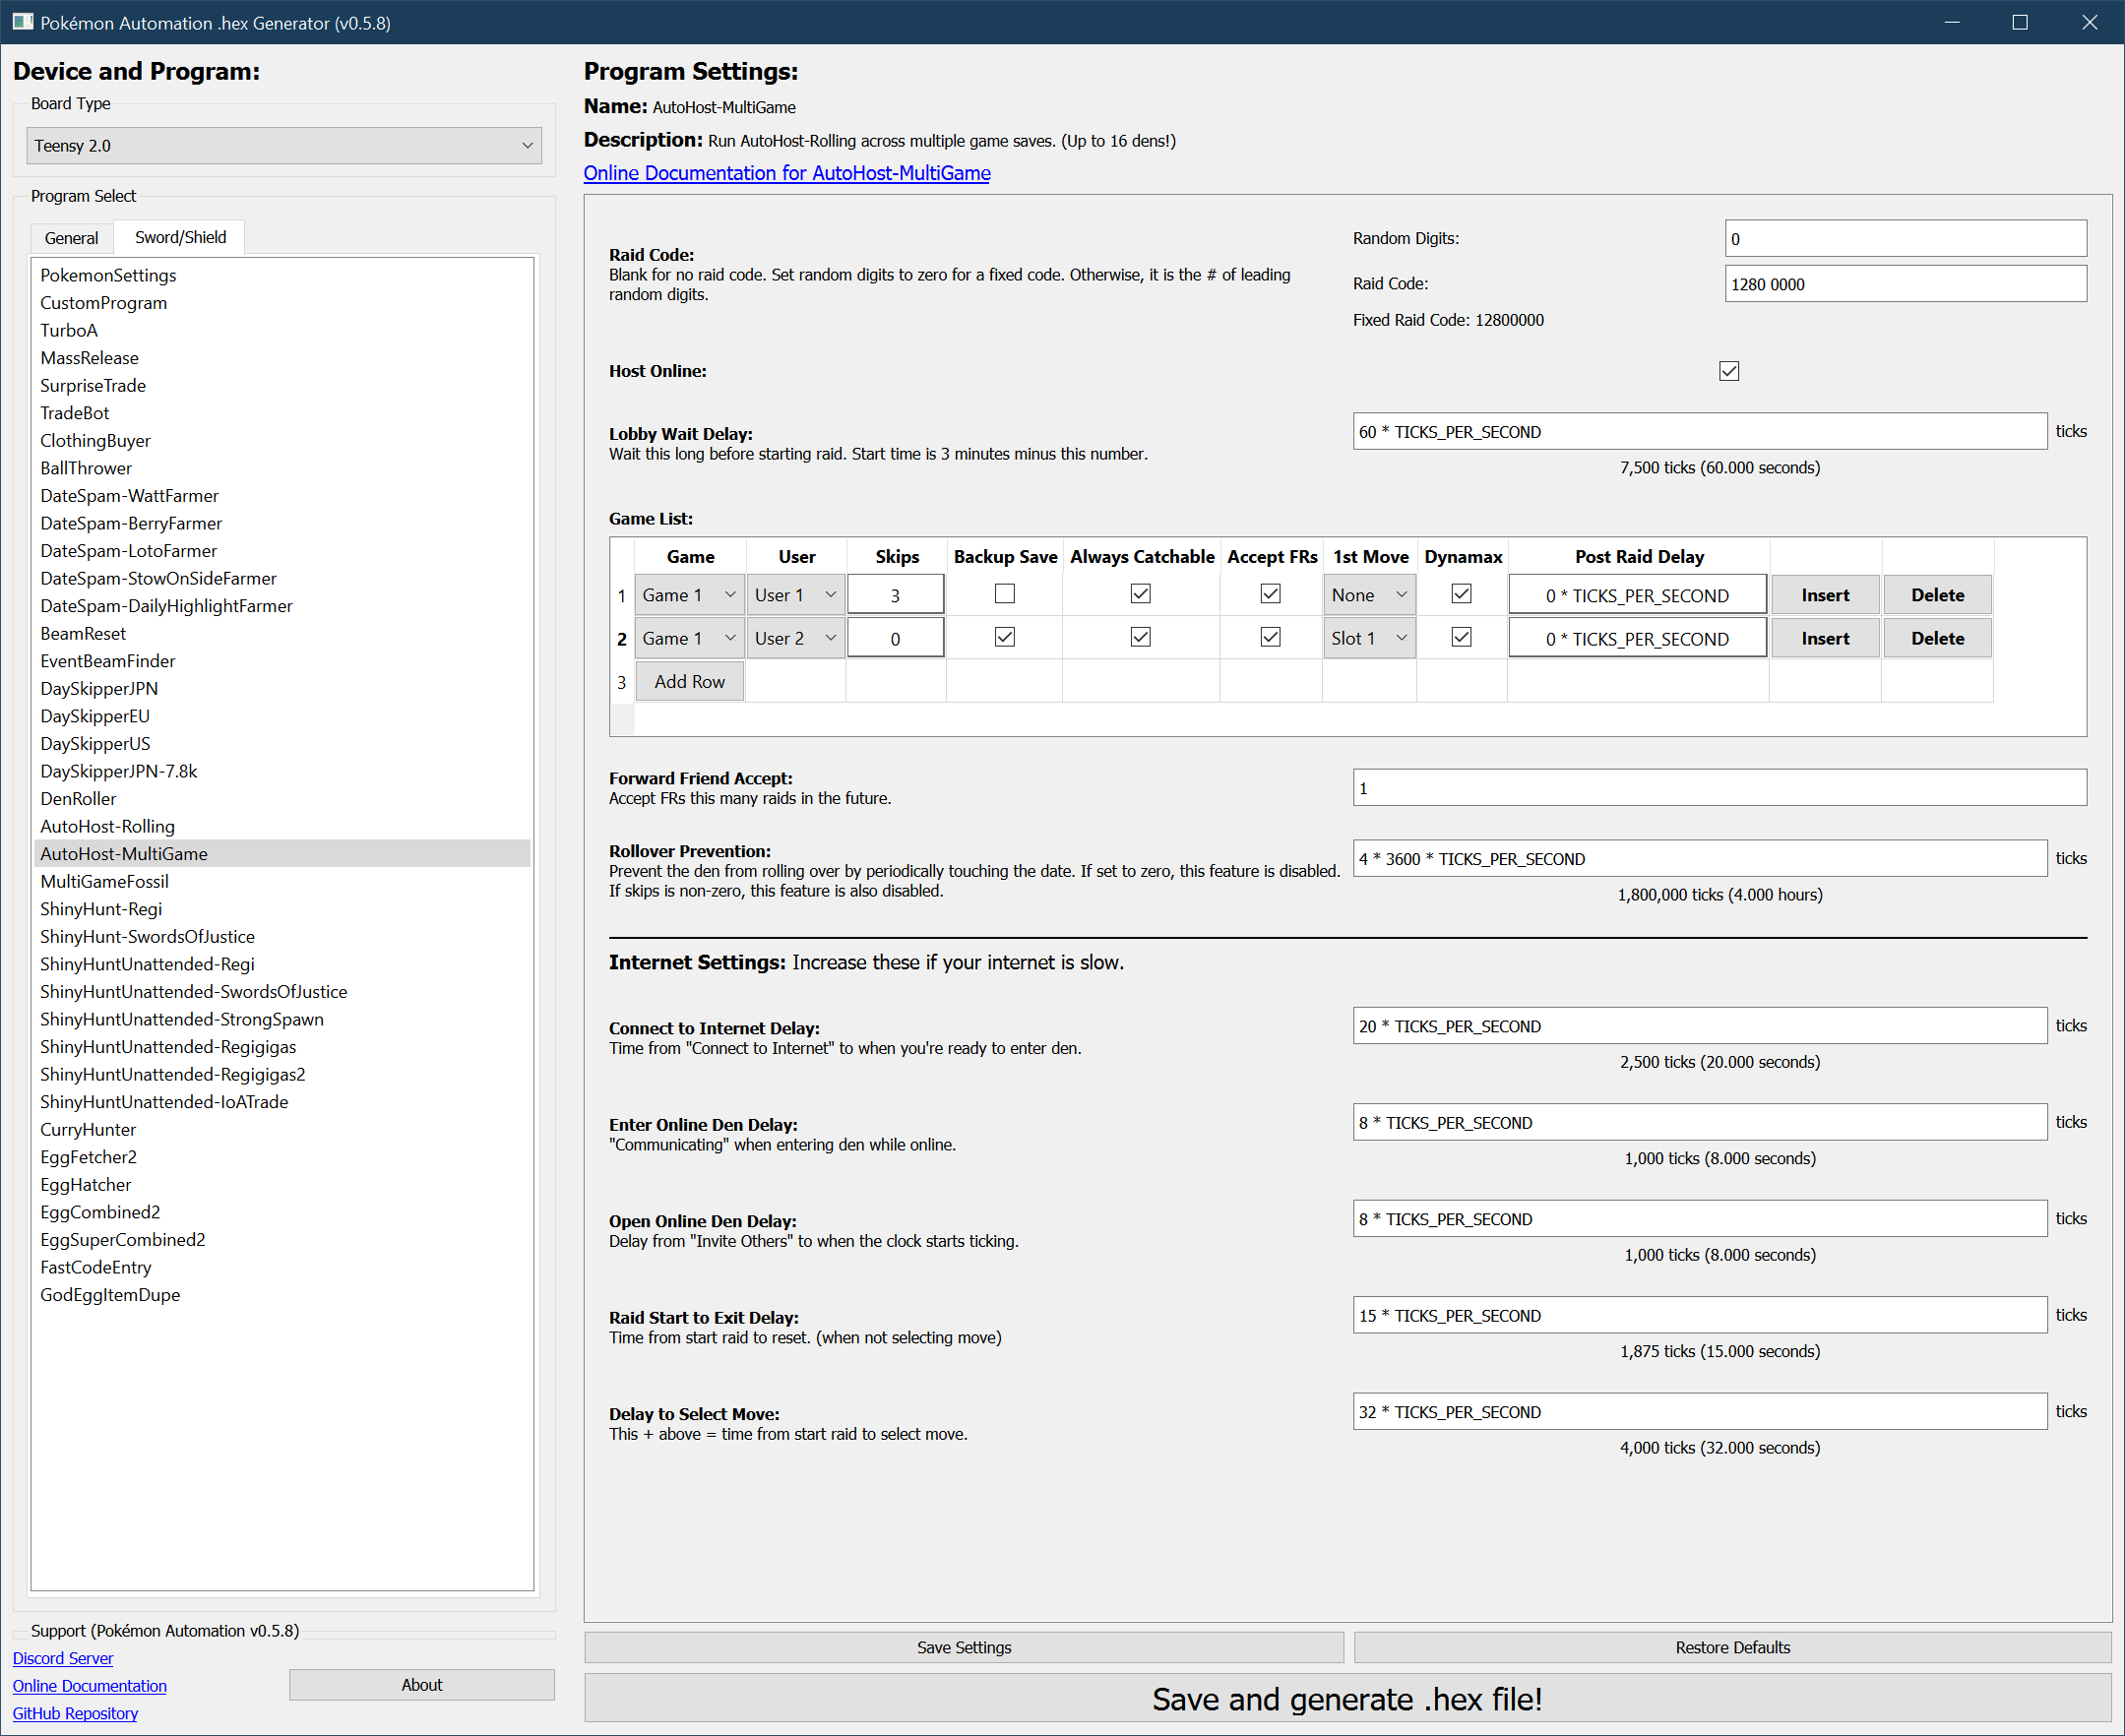 Pokémon Automation .hex Generator (v0.5.8)
Device and Program:
Board Type
Teensy 2.0
Program Select
General Sword/Shield
PokemonSettings
CustomProgram
TurboA
MassRelease
SurpriseTrade
TradeBot
ClothingBuyer
BallThrower
DateSpam-WattFarmer
DateSpam-BerryFarmer
DateSpam-LotoFarmer
DateSpam-StowOnSideFarmer
DateSpam-DailyHighlightFarmer
BeamReset
EventBeamFinder
DaySkipperJPN
DaySkipperEU
DaySkipperUS
DaySkipperJPN-7.8k
DenRoller
AutoHost-Rolling
AutoHost-MultiGame
MultiGameFossil
ShinyHunt-Regi
ShinyHunt-SwordsOfJustice
ShinyHuntUnattended-Regi
ShinyHuntUnattended-SwordsOfJustice
ShinyHuntUnattended-StrongSpawn
ShinyHuntUnattended-Regigigas
ShinyHuntUnattended-Regigigas2
ShinyHuntUnattended-IoATrade
CurryHunter
EggFetcher2
EggHatcher
EggCombined2
EggSuperCombined2
FastCodeEntry
GodEggItemDupe
Support (Pokémon Automation v0.5.8)
Discord Server
Online Documentation
GitHub Repository
About
Program Settings:
Name: AutoHost-MultiGame
Description: Run AutoHost-Rolling across multiple game saves. (Up to 16 dens!)
Online Documentation for AutoHost-MultiGame
Raid Code:
Blank for no raid code. Set random digits to zero for a fixed code. Otherwise, it is the # of leading
random digits.
Random Digits: 0
Raid Code: 1280 0000
Fixed Raid Code: 12800000
Host Online:
Lobby Wait Delay:
Wait this long before starting raid. Start time is 3 minutes minus this number.
60 * TICKS_PER_SECOND ticks
7,500 ticks (60.000 seconds)
Game List:
Game User Skips Backup Save Always Catchable Accept FRs 1st Move Dynamax Post Raid Delay
1 Game 1 User 1 3 None 0 * TICKS_PER_SECOND Insert Delete
2 Game 1 User 2 0 Slot 1 0 * TICKS_PER_SECOND Insert Delete
3 Add Row
Forward Friend Accept:
Accept FRs this many raids in the future.
1
Rollover Prevention:
Prevent the den from rolling over by periodically touching the date. If set to zero, this feature is disabled.
If skips is non-zero, this feature is also disabled.
4 * 3600 * TICKS_PER_SECOND ticks
1,800,000 ticks (4.000 hours)
Internet Settings: Increase these if your internet is slow.
Connect to Internet Delay:
Time from "Connect to Internet" to when you're ready to enter den.
20 * TICKS_PER_SECOND ticks
2,500 ticks (20.000 seconds)
Enter Online Den Delay:
"Communicating" when entering den while online.
8 * TICKS_PER_SECOND ticks
1,000 ticks (8.000 seconds)
Open Online Den Delay:
Delay from "Invite Others" to when the clock starts ticking.
8 * TICKS_PER_SECOND ticks
1,000 ticks (8.000 seconds)
Raid Start to Exit Delay:
Time from start raid to reset. (when not selecting move)
15 * TICKS_PER_SECOND ticks
1,875 ticks (15.000 seconds)
Delay to Select Move:
This + above = time from start raid to select move.
32 * TICKS_PER_SECOND ticks
4,000 ticks (32.000 seconds)
Save Settings Restore Defaults
Save and generate .hex file!